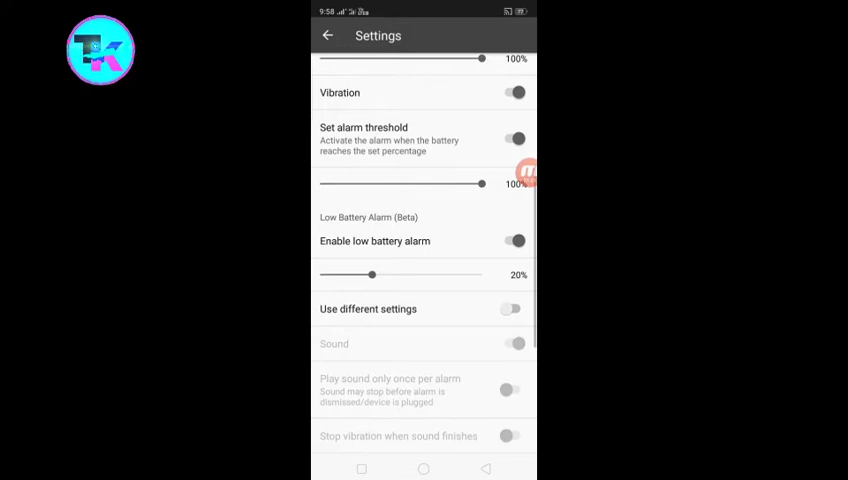 9:58
77
Settings
100%
Vibration
Set alarm threshold
Activate the alarm when the battery
reaches the set percentage
100%
Low Battery Alarm (Beta)
Enable low battery alarm
20%
Use different settings
Sound
Play sound only once per alarm
Sound may stop before alarm is
dismissed/device is plugged
Stop vibration when sound finishes